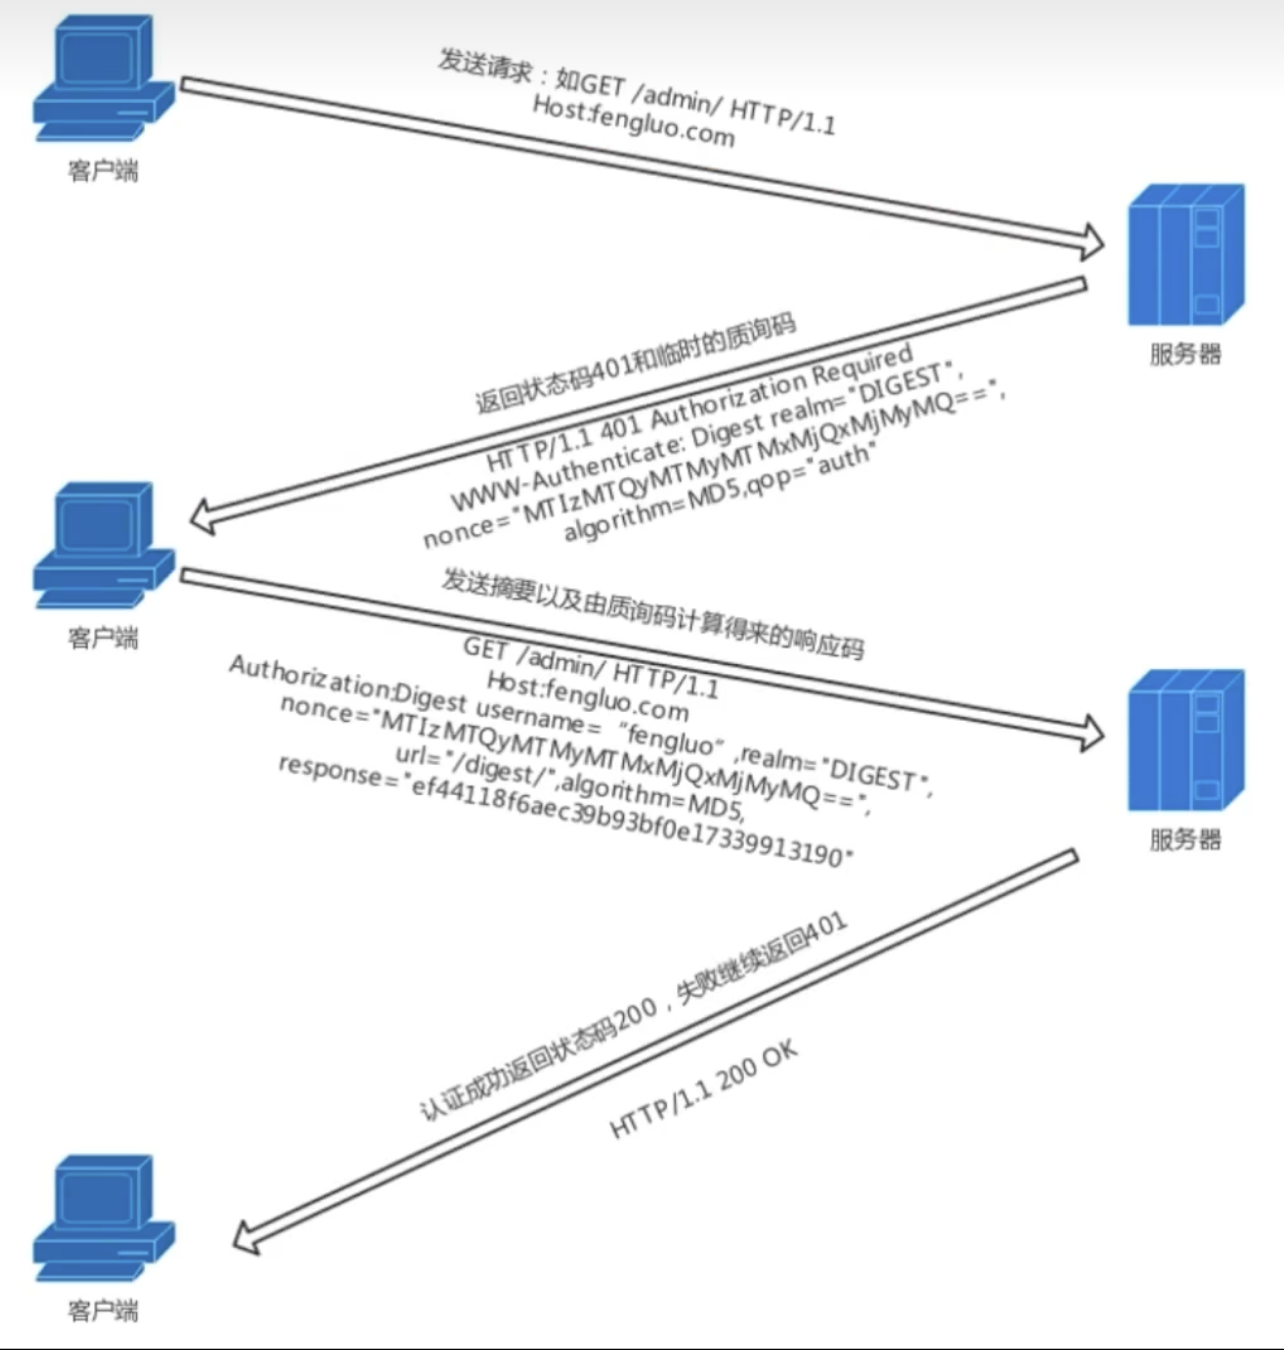 发送请求：如GET /admin/ HTTP/1.1
Host:fengluo.com
客户端
服务器
返回状态码401和临时的质询码
HTTP/1.1 401 Authorization Required
WWW-Authenticate: Digest realm="DIGEST",
nonce="MTIzMTQyMTMyMTMxMjQxMjMyMQ==",
algorithm=MD5,qop="auth"
客户端
发送摘要以及由质询码计算得来的响应码
GET /admin/ HTTP/1.1
Host:fengluo.com
Authorization:Digest username=“fengluo”,realm="DIGEST",
nonce="MTIzMTQyMTMyMTMxMjQxMjMyMQ==",
url="/digest/",algorithm=MD5,
response="ef44118f6aec39b93bf0e17339913190"
服务器
认证成功返回状态码200，失败继续返回401
HTTP/1.1 200 OK
客户端